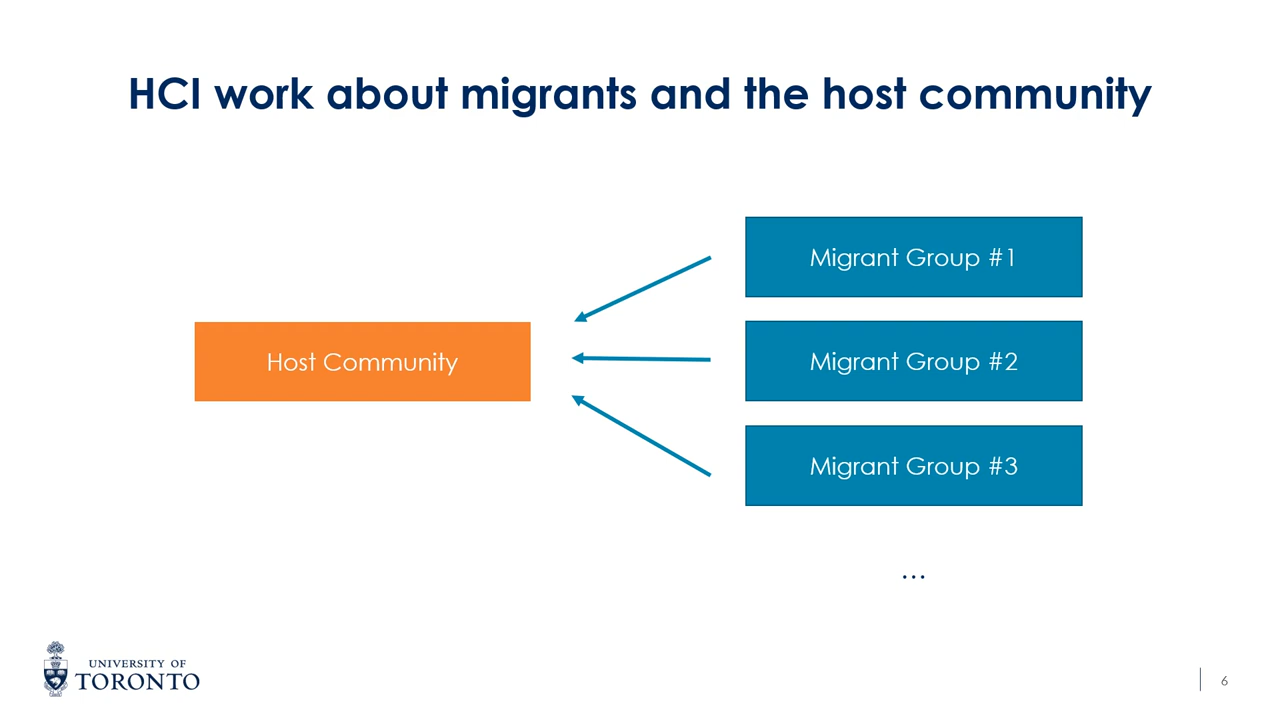 HCI work about migrants and the host community
Host Community
Migrant Group #1
Migrant Group #2
Migrant Group #3
...
UNIVERSITY OF
TORONTO
6